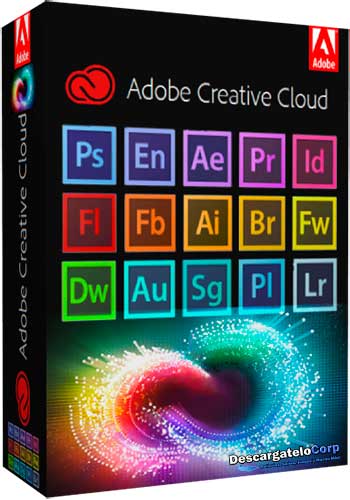 Adobe
Adobe Creative Cloud
Ps En Ae Pr Id
Fl Fb Ai Br Fw
Dw Au Sg Pl Lr
Adobe Creative Cloud
DescargateloCorp